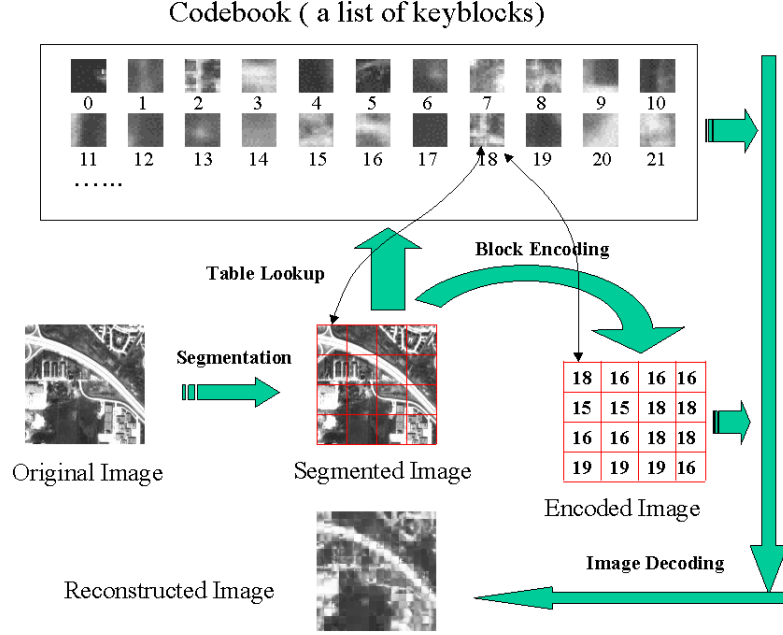 Codebook ( a list of keyblocks)
0 1 2 3 4 5 6 7 8 9 10
11 12 13 14 15 16 17 18 19 20 21
......
Block Encoding
Table Lookup
Segmentation
18 16 16 16
15 15 18 18
16 16 18 18
19 19 19 16
Original Image
Segmented Image
Encoded Image
Image Decoding
Reconstructed Image